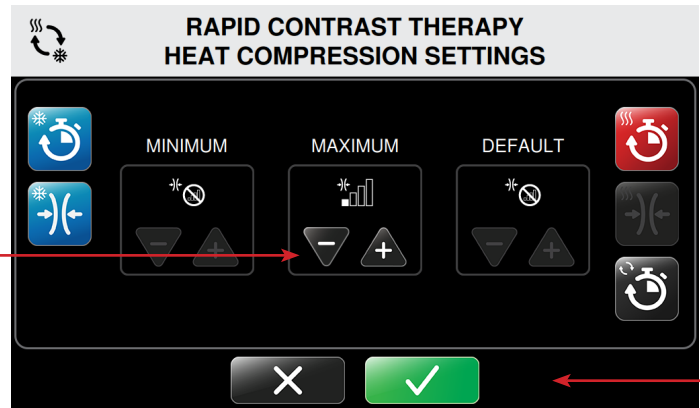 RAPID CONTRAST THERAPY
HEAT COMPRESSION SETTINGS
MINIMUM
MAXIMUM
DEFAULT